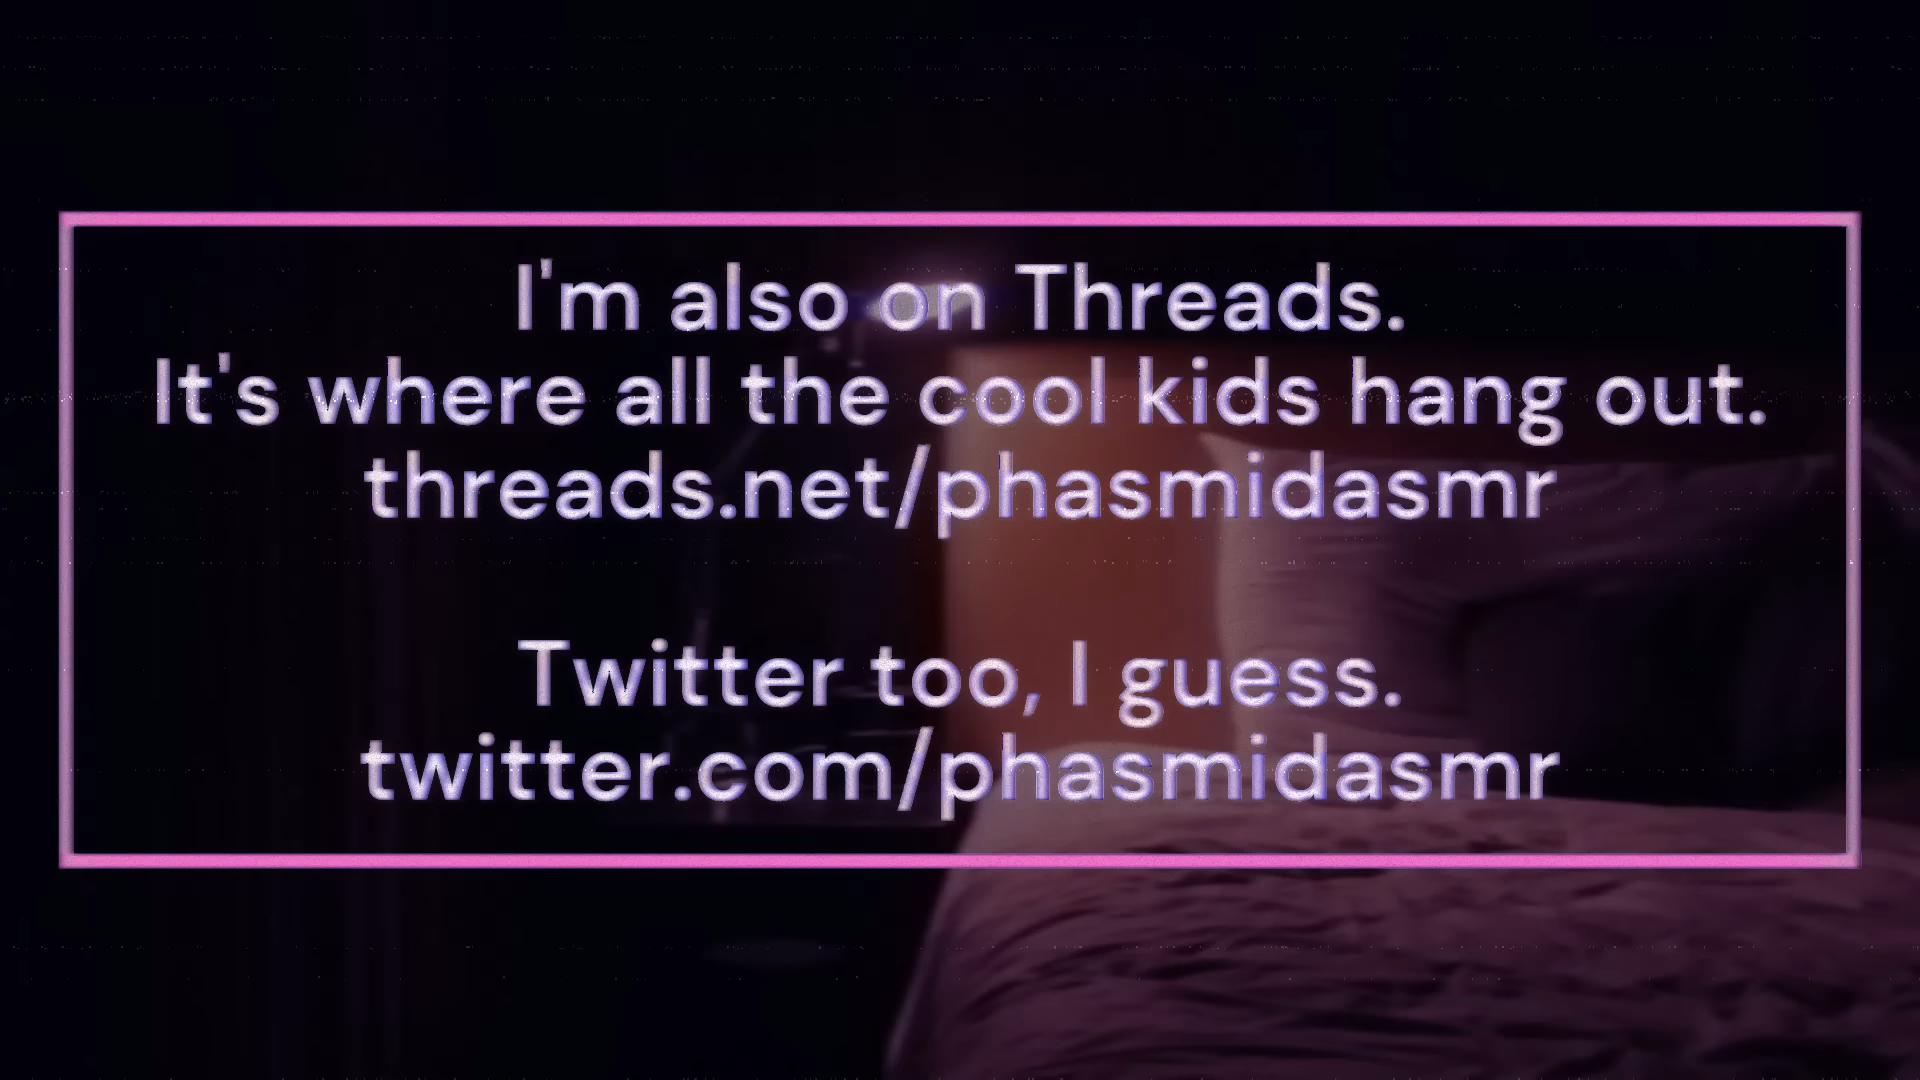 I'm also on Threads.
It's where all the cool kids hang out.
threads.net/phasmidasmr
Twitter too, I guess.
twitter.com/phasmidasmr